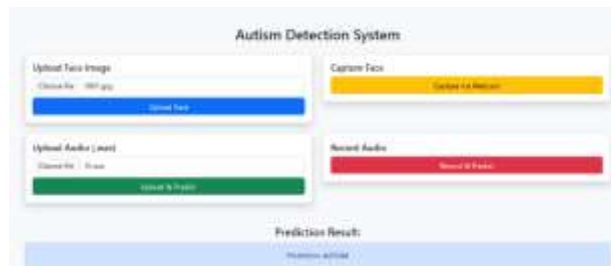 Autism Detection System
Upload Face Image
Choose file
Upload Face
Capture Face
Capture via Webcam
Upload Audio (.wav)
Choose file
Upload & Predict
Record Audio
Record & Predict
Prediction Result: